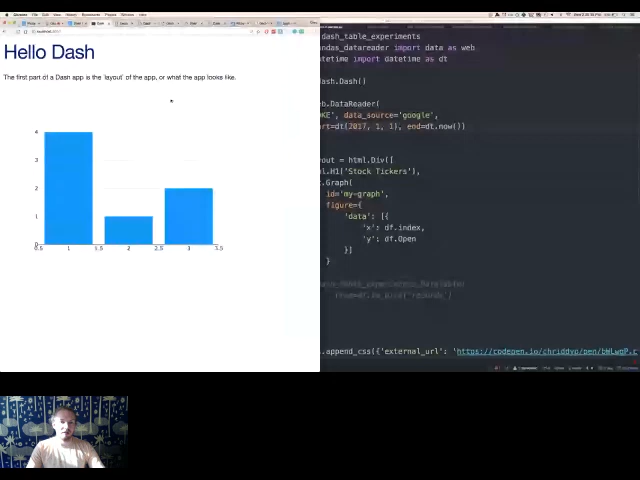 Hello Dash
The first part of a Dash app is the `layout` of the app, or what the app looks like.
4
3
2
1
0
0.5 1 1.5 2 2.5 3 3.5
dash_table_experiments
andas_datareader import data as web
atetime import datetime as dt
ash.Dash()
eb.DataReader(
OKE', data_source='google',
art=dt(2017, 1, 1), end=dt.now())
yout = html.Div([
l.H1('Stock Tickers'),
.Graph(
id='my-graph',
figure={
'data': [{
'x': df.index,
'y': df.Open
}]
}
.append_css({'external_url': 'https://codepen.io/chriddyp/pen/bWLwgP.c